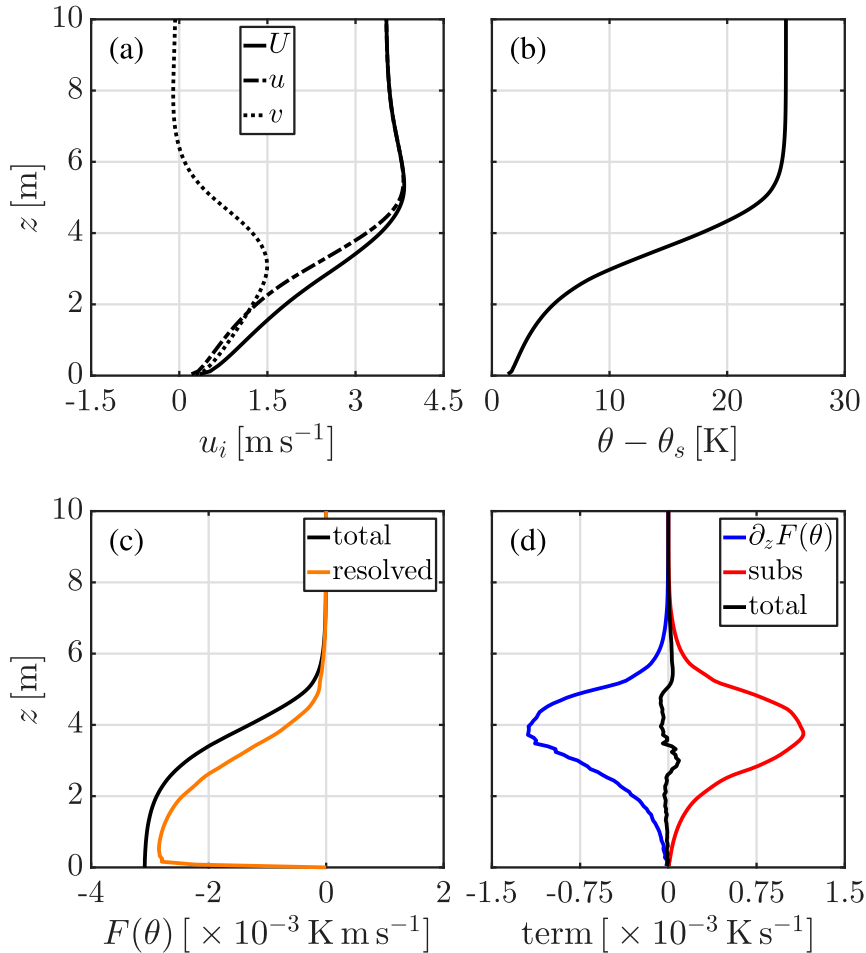 (a)
U
u
v
10
8
6
4
2
0
z [m]
-1.5 0 1.5 3 4.5
u_i [m s⁻¹]
(b)
0 10 20 30
θ − θ_s [K]
(c)
total
resolved
10
8
6
4
2
0
z [m]
-4 -2 0 2
F(θ) [ × 10⁻³ K m s⁻¹]
(d)
∂_z F(θ)
subs
total
-1.5 -0.75 0 0.75 1.5
term [ × 10⁻³ K s⁻¹]